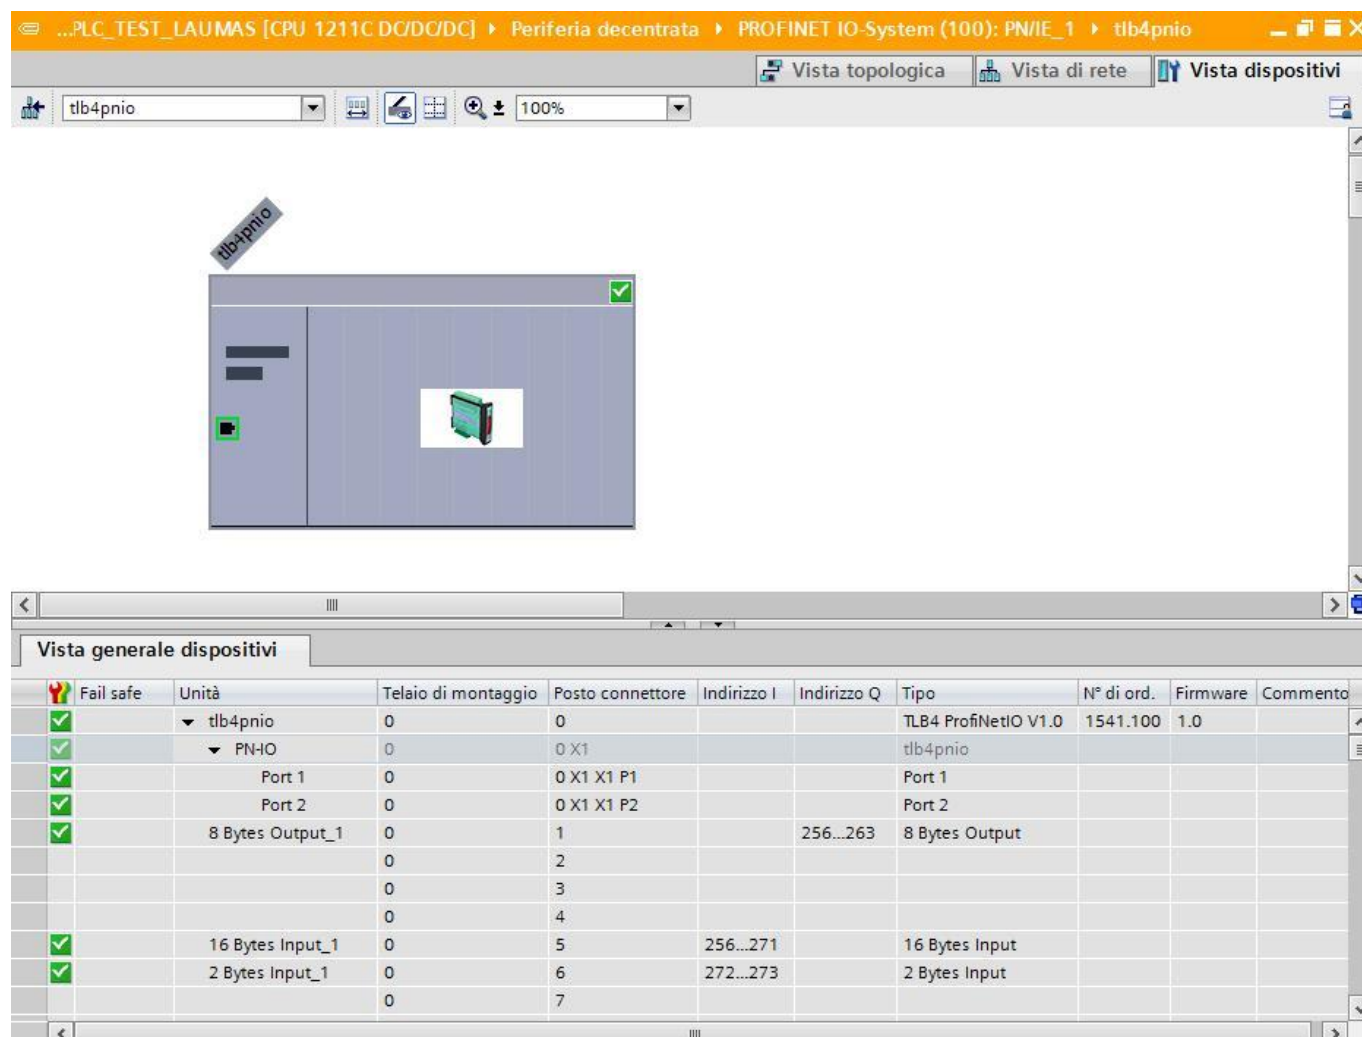 ...PLC_TEST_LAUMAS [CPU 1211C DC/DC/DC] Periferia decentrata PROFINET IO-System (100): PN/IE_1 tlb4pnio
Vista topologica Vista di rete Vista dispositivi
tlb4pnio 100%
tlb4pnio
Vista generale dispositivi
Fail safe Unità Telaio di montaggio Posto connettore Indirizzo I Indirizzo Q Tipo N° di ord. Firmware Commento
tlb4pnio 0 0 TLB4 ProfiNetIO V1.0 1541.100 1.0
PN-IO 0 0 X1 tlb4pnio
Port 1 0 0 X1 X1 P1 Port 1
Port 2 0 0 X1 X1 P2 Port 2
8 Bytes Output_1 0 1 256...263 8 Bytes Output
0 2
0 3
0 4
16 Bytes Input_1 0 5 256...271 16 Bytes Input
2 Bytes Input_1 0 6 272...273 2 Bytes Input
0 7